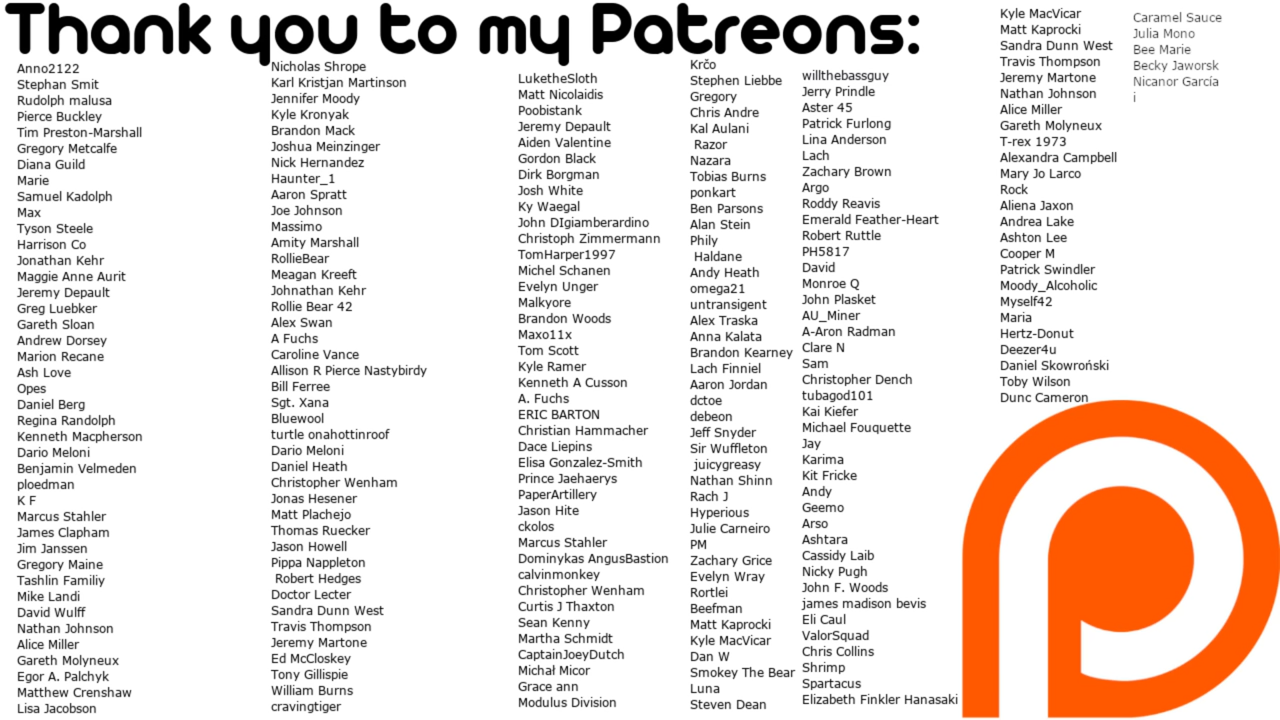 Thank you to my Patreons:
Anno2122
Stephan Smit
Rudolph malusa
Pierce Buckley
Tim Preston-Marshall
Gregory Metcalfe
Diana Guild
Marie
Samuel Kadolph
Max
Tyson Steele
Harrison Co
Jonathan Kehr
Maggie Anne Aurit
Jeremy Depault
Greg Luebker
Gareth Sloan
Andrew Dorsey
Marion Recane
Ash Love
Opes
Daniel Berg
Regina Randolph
Kenneth Macpherson
Dario Meloni
Benjamin Velmeden
ploedman
K F
Marcus Stahler
James Clapham
Jim Janssen
Gregory Maine
Tashlin Familiy
Mike Landi
David Wulff
Nathan Johnson
Alice Miller
Gareth Molyneux
Egor A. Palchyk
Matthew Crenshaw
Lisa Jacobson
Nicholas Shrope
Karl Kristjan Martinson
Jennifer Moody
Kyle Kronyak
Brandon Mack
Joshua Meinzinger
Nick Hernandez
Haunter_1
Aaron Spratt
Joe Johnson
Massimo
Amity Marshall
RollieBear
Meagan Kreeft
Johnathan Kehr
Rollie Bear 42
Alex Swan
A Fuchs
Caroline Vance
Allison R Pierce Nastybirdy
Bill Ferree
Sgt. Xana
Bluewool
turtle onahottinroof
Dario Meloni
Daniel Heath
Christopher Wenham
Jonas Hesener
Matt Plachejo
Thomas Ruecker
Jason Howell
Pippa Nappleton
Robert Hedges
Doctor Lecter
Sandra Dunn West
Travis Thompson
Jeremy Martone
Ed McCloskey
Tony Gillispie
William Burns
cravingtiger
LuketheSloth
Matt Nicolaidis
Poobistank
Jeremy Depault
Aiden Valentine
Gordon Black
Dirk Borgman
Josh White
Ky Waegal
John DIgiamberardino
Christoph Zimmermann
TomHarper1997
Michel Schanen
Evelyn Unger
Malkyore
Brandon Woods
Maxo11x
Tom Scott
Kyle Ramer
Kenneth A Cusson
A. Fuchs
ERIC BARTON
Christian Hammacher
Dace Liepins
Elisa Gonzalez-Smith
Prince Jaehaerys
PaperArtillery
Jason Hite
ckolos
Marcus Stahler
Dominykas AngusBastion
calvinmonkey
Christopher Wenham
Curtis J Thaxton
Sean Kenny
Martha Schmidt
CaptainJoeyDutch
Michał Micor
Grace ann
Modulus Division
Krčo
Stephen Liebbe
Gregory
Chris Andre
Kal Aulani
Razor
Nazara
Tobias Burns
ponkart
Ben Parsons
Alan Stein
Phily
Haldane
Andy Heath
omega21
untransigent
Alex Traska
Anna Kalata
Brandon Kearney
Lach Finniel
Aaron Jordan
dctoe
debeon
Jeff Snyder
Sir Wuffleton
juicygreasy
Nathan Shinn
Rach J
Hyperious
Julie Carneiro
PM
Zachary Grice
Evelyn Wray
Rortlei
Beefman
Matt Kaprocki
Kyle MacVicar
Dan W
Smokey The Bear
Luna
Steven Dean
willthebassguy
Jerry Prindle
Aster 45
Patrick Furlong
Lina Anderson
Lach
Zachary Brown
Argo
Roddy Reavis
Emerald Feather-Heart
Robert Ruttle
PH5817
David
Monroe Q
John Plasket
AU_Miner
A-Aron Radman
Clare N
Sam
Christopher Dench
tubagod101
Kai Kiefer
Michael Fouquette
Jay
Karima
Kit Fricke
Andy
Geemo
Arso
Ashtara
Cassidy Laib
Nicky Pugh
John F. Woods
james madison bevis
Eli Caul
ValorSquad
Chris Collins
Shrimp
Spartacus
Elizabeth Finkler Hanasaki
Kyle MacVicar
Matt Kaprocki
Sandra Dunn West
Travis Thompson
Jeremy Martone
Nathan Johnson
Alice Miller
Gareth Molyneux
T-rex 1973
Alexandra Campbell
Mary Jo Larco
Rock
Aliena Jaxon
Andrea Lake
Ashton Lee
Cooper M
Patrick Swindler
Moody_Alcoholic
Myself42
Maria
Hertz-Donut
Deezer4u
Daniel Skowroński
Toby Wilson
Dunc Cameron
Caramel Sauce
Julia Mono
Bee Marie
Becky Jaworsk
Nicanor García
i